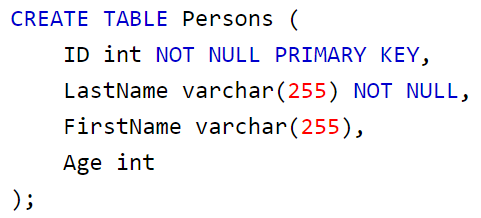 CREATE TABLE Persons (
    ID int NOT NULL PRIMARY KEY,
    LastName varchar(255) NOT NULL,
    FirstName varchar(255),
    Age int
);